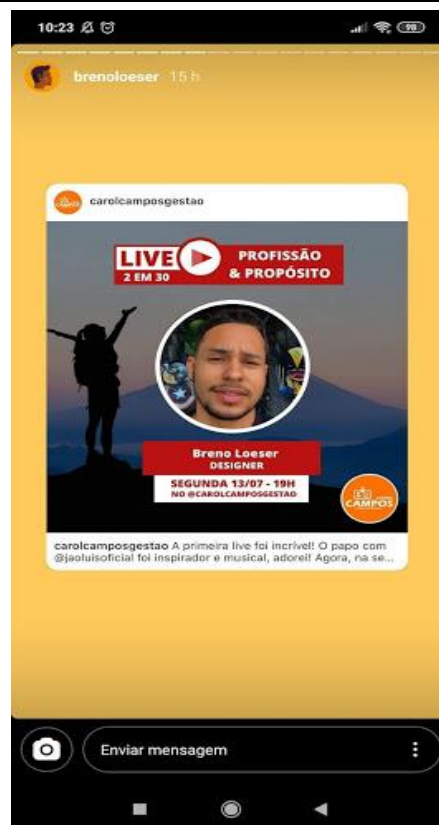 10:23
98
brenoloeser 15 h
carolcamposgestao
LIVE
2 EM 30
PROFISSÃO
& PROPÓSITO
Breno Loeser
DESIGNER
SEGUNDA 13/07 - 19H
NO @CAROLCAMPOSGESTAO
CAMPOS
carolcamposgestao A primeira live foi incrível! O papo com
@jaoluisoficial foi inspirador e musical, adorei! Agora, na se...
Enviar mensagem